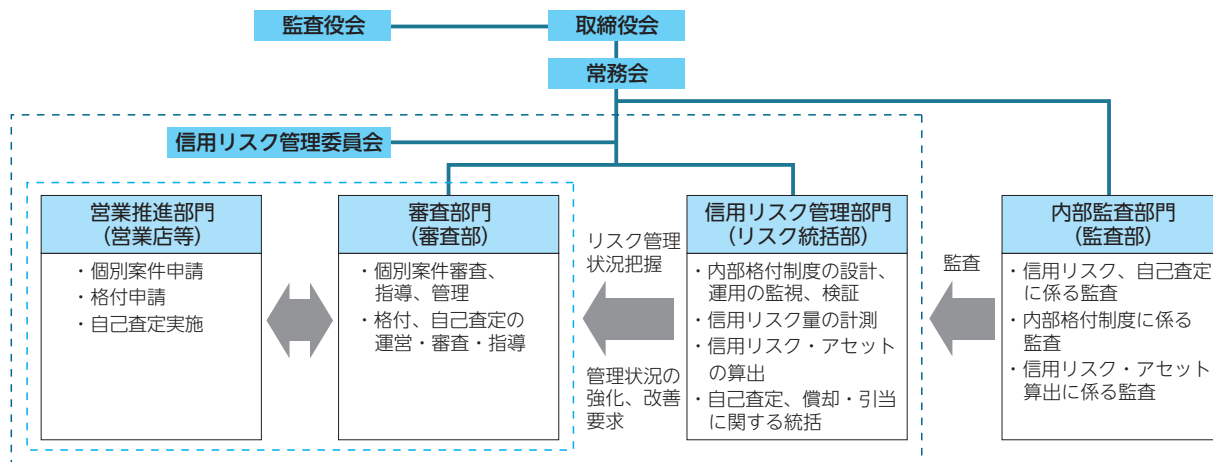 監査役会
取締役会
常務会
信用リスク管理委員会
営業推進部門
(営業店等)
・個別案件申請
・格付申請
・自己査定実施
審査部門
(審査部)
・個別案件審査、
指導、管理
・格付、自己査定の
運営・審査・指導
リスク管理
状況把握
管理状況の
強化、改善
要求
信用リスク管理部門
(リスク統括部)
・内部格付制度の設計、
運用の監視、検証
・信用リスク量の計測
・信用リスク・アセット
の算出
・自己査定、償却・引当
に関する統括
監査
内部監査部門
(監査部)
・信用リスク、自己査定
に係る監査
・内部格付制度に係る
監査
・信用リスク・アセット
算出に係る監査